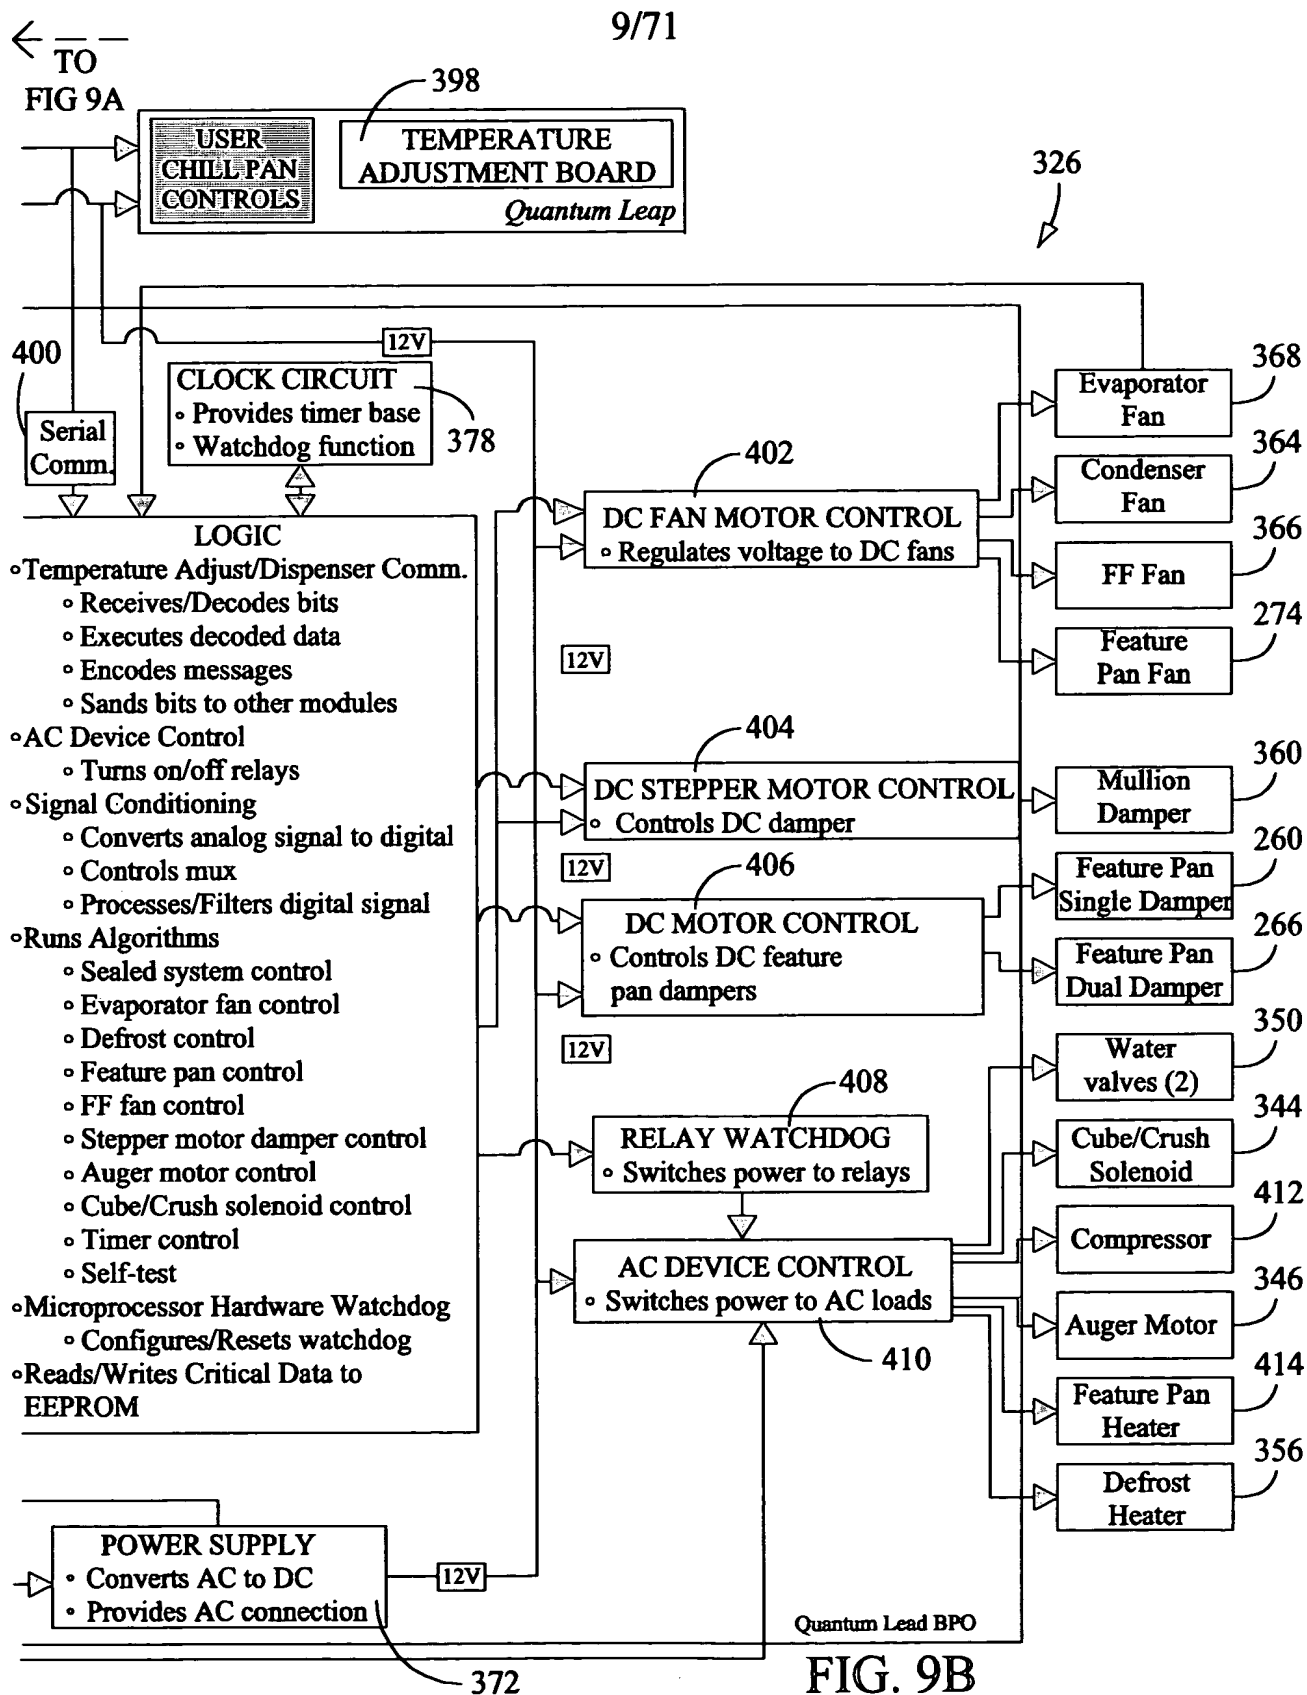 9/71
TO
FIG 9A
398
USER
CHILL PAN
CONTROLS
TEMPERATURE
ADJUSTMENT BOARD
Quantum Leap
326
12V
400
Serial
Comm.
CLOCK CIRCUIT
∘ Provides timer base
∘ Watchdog function
378
LOGIC
∘Temperature Adjust/Dispenser Comm.
∘ Receives/Decodes bits
∘ Executes decoded data
∘ Encodes messages
∘ Sands bits to other modules
∘AC Device Control
∘ Turns on/off relays
∘Signal Conditioning
∘ Converts analog signal to digital
∘ Controls mux
∘ Processes/Filters digital signal
∘Runs Algorithms
∘ Sealed system control
∘ Evaporator fan control
∘ Defrost control
∘ Feature pan control
∘ FF fan control
∘ Stepper motor damper control
∘ Auger motor control
∘ Cube/Crush solenoid control
∘ Timer control
∘ Self-test
∘Microprocessor Hardware Watchdog
∘ Configures/Resets watchdog
∘Reads/Writes Critical Data to
EEPROM
402
DC FAN MOTOR CONTROL
∘ Regulates voltage to DC fans
12V
404
DC STEPPER MOTOR CONTROL
∘ Controls DC damper
12V
406
DC MOTOR CONTROL
∘ Controls DC feature
pan dampers
12V
408
RELAY WATCHDOG
∘ Switches power to relays
AC DEVICE CONTROL
∘ Switches power to AC loads
410
Evaporator
Fan
368
Condenser
Fan
364
FF Fan
366
Feature
Pan Fan
274
Mullion
Damper
360
Feature Pan
Single Damper
260
Feature Pan
Dual Damper
266
Water
valves (2)
350
Cube/Crush
Solenoid
344
Compressor
412
Auger Motor
346
Feature Pan
Heater
414
Defrost
Heater
356
POWER SUPPLY
∘ Converts AC to DC
∘ Provides AC connection
12V
372
Quantum Lead BPO
FIG. 9B